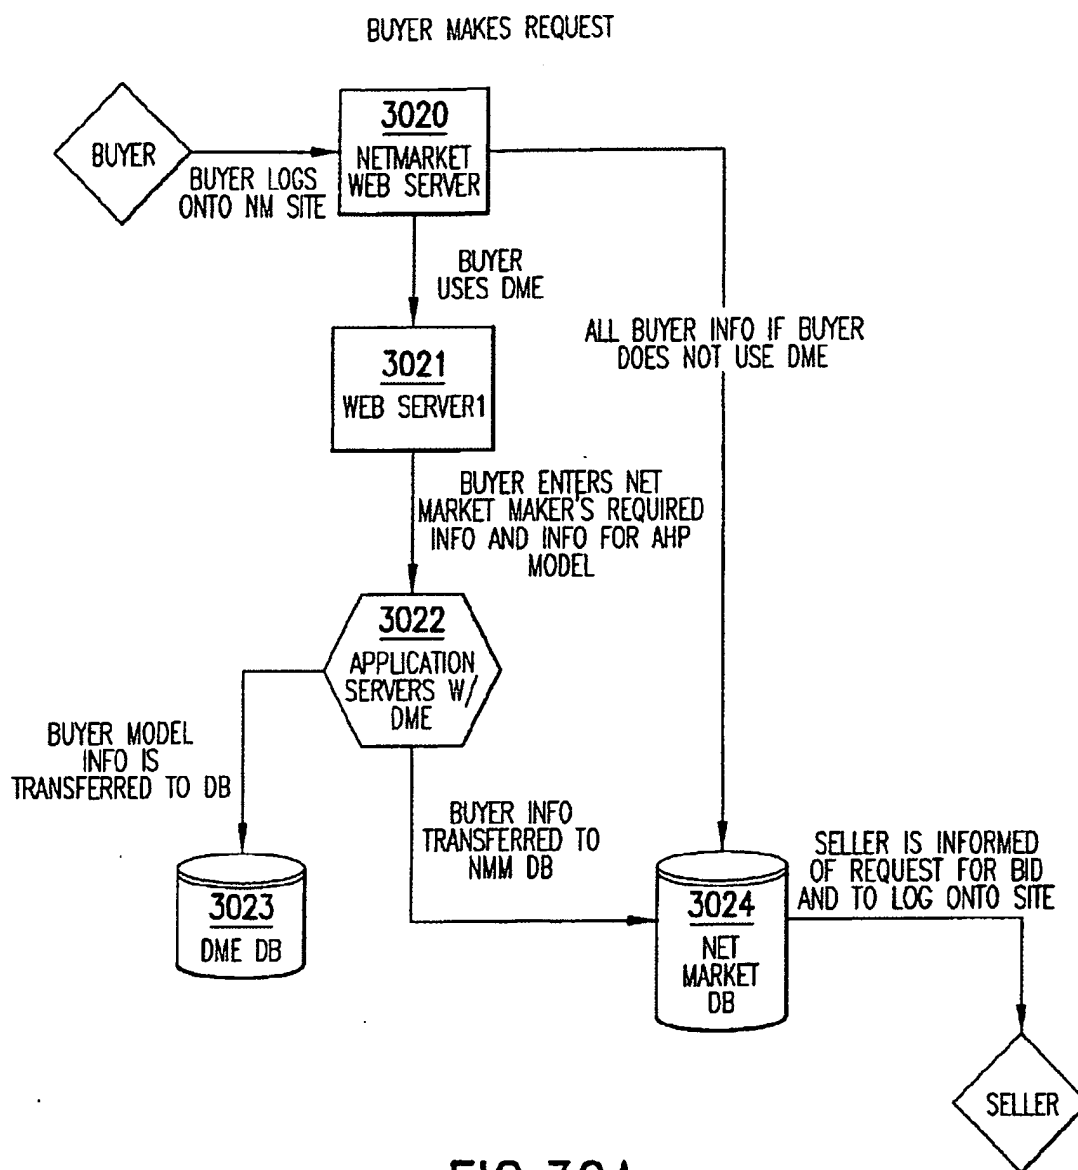 BUYER MAKES REQUEST
BUYER
BUYER LOGS
ONTO NM SITE
3020
NETMARKET
WEB SERVER
BUYER
USES DME
ALL BUYER INFO IF BUYER
DOES NOT USE DME
3021
WEB SERVER1
BUYER ENTERS NET
MARKET MAKER'S REQUIRED
INFO AND INFO FOR AHP
MODEL
3022
APPLICATION
SERVERS W/
DME
BUYER MODEL
INFO IS
TRANSFERRED TO DB
BUYER INFO
TRANSFERRED TO
NMM DB
3023
DME DB
3024
NET
MARKET
DB
SELLER IS INFORMED
OF REQUEST FOR BID
AND TO LOG ONTO SITE
SELLER